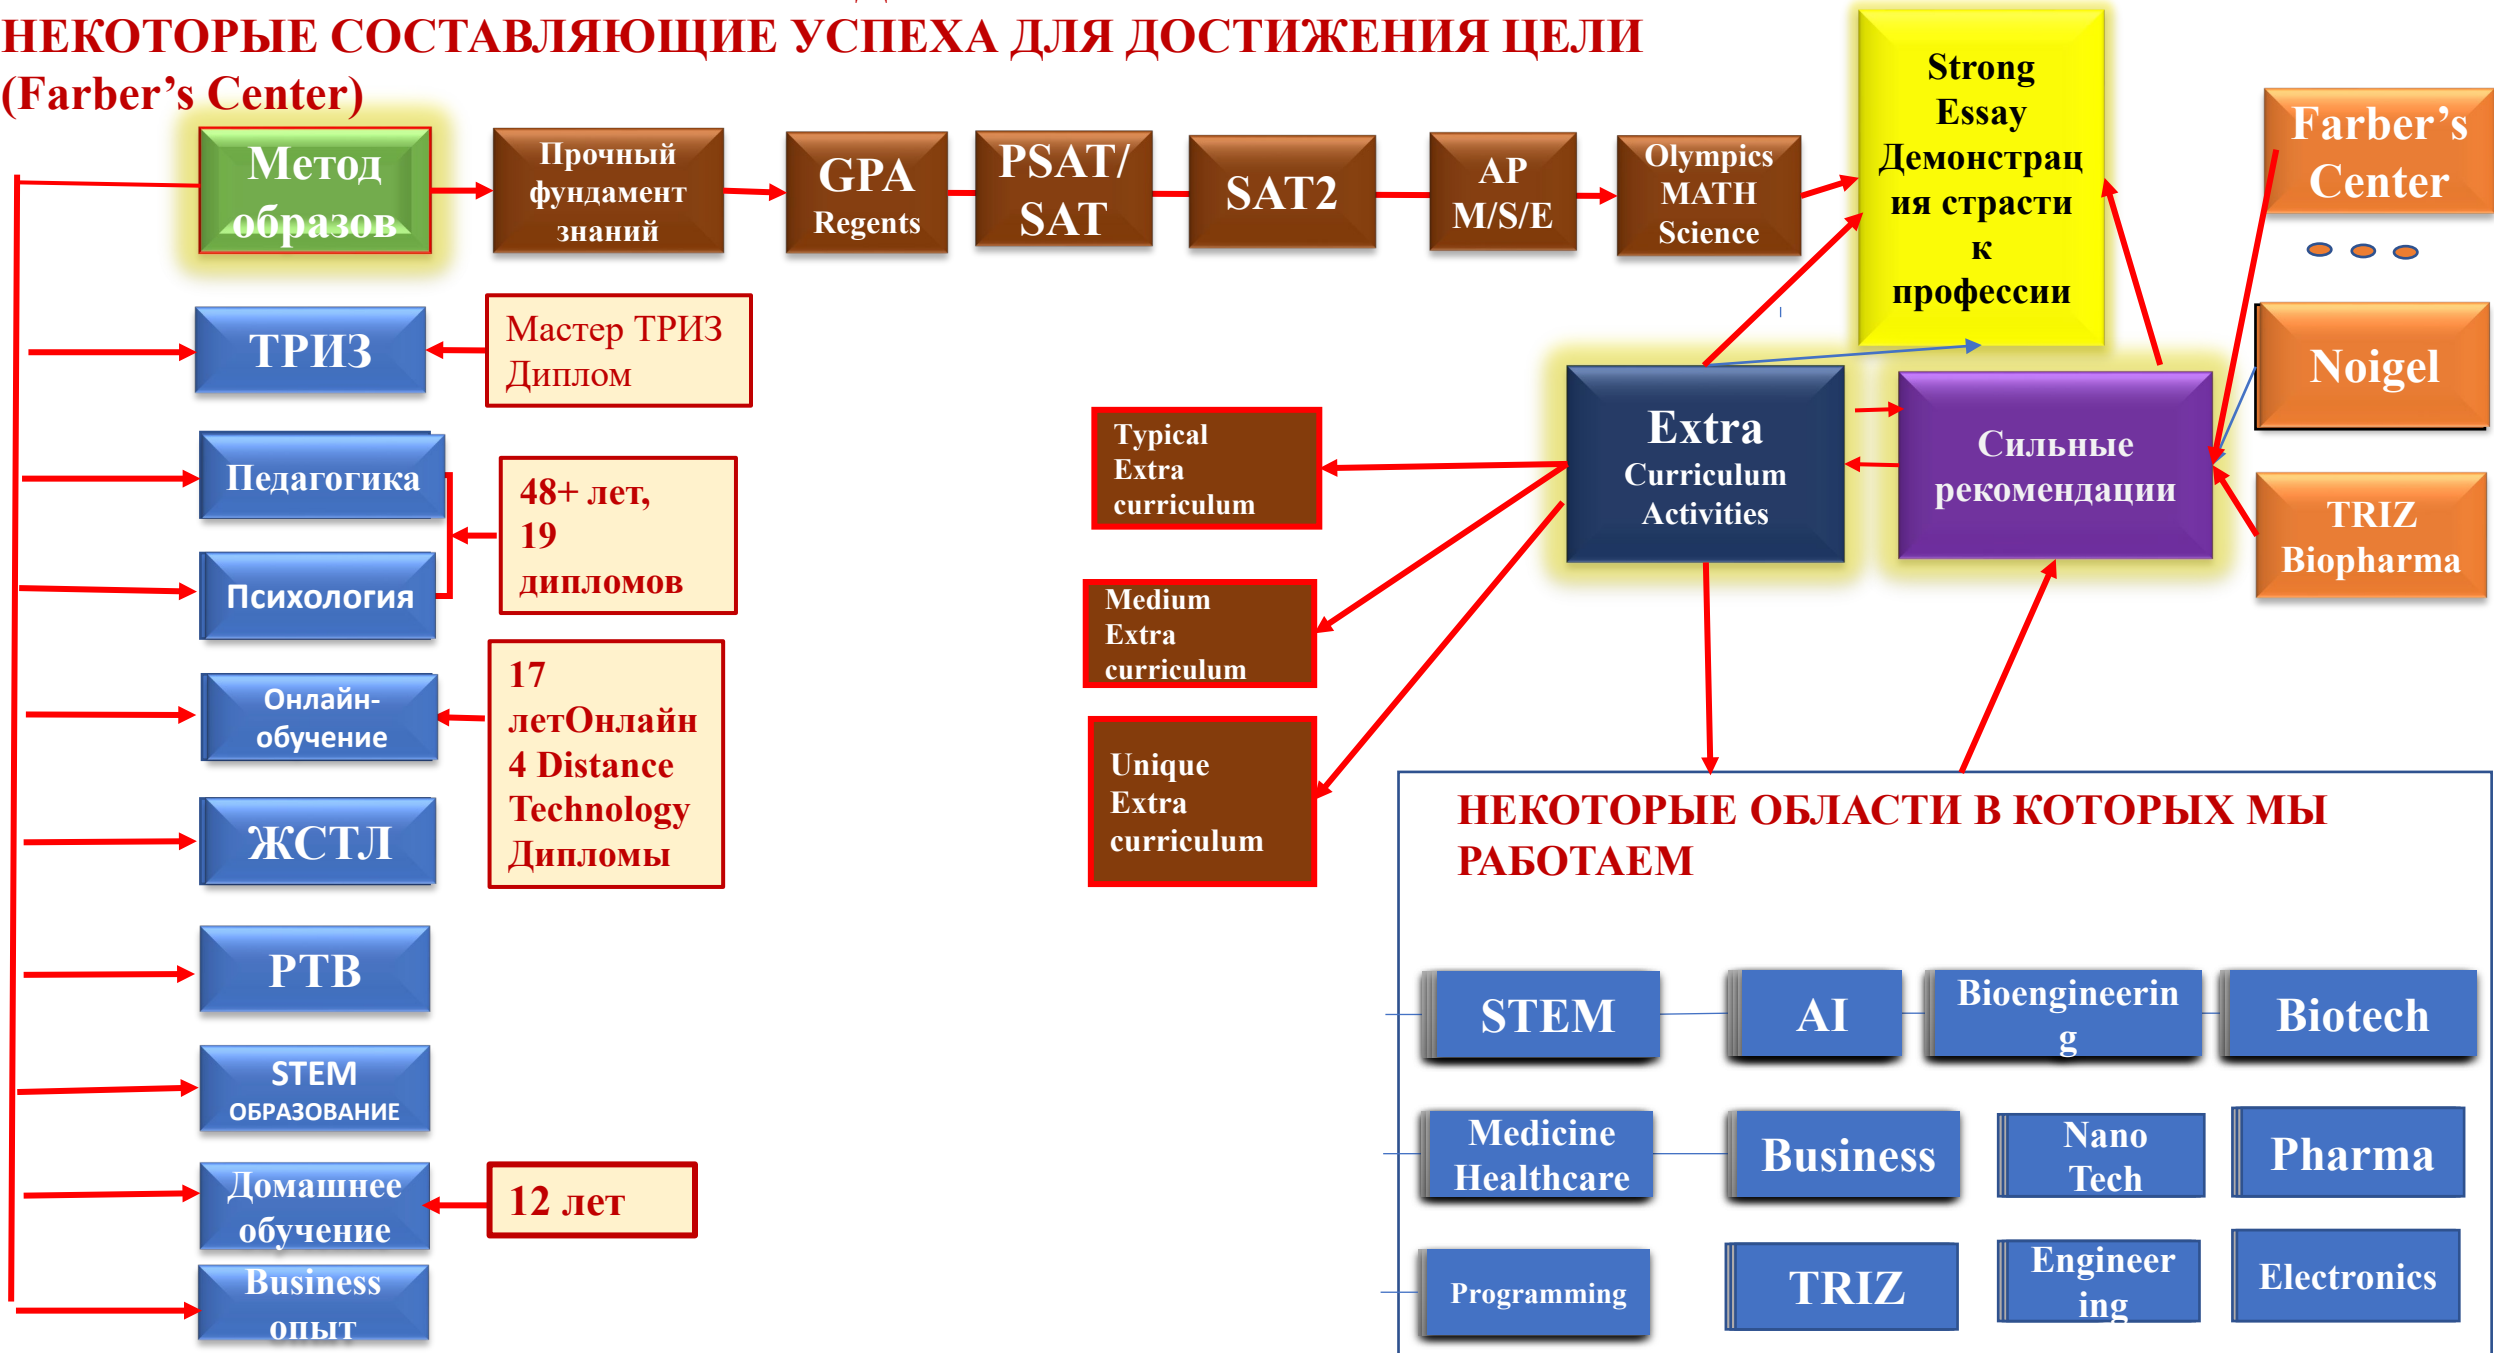 НЕКОТОРЫЕ СОСТАВЛЯЮЩИЕ УСПЕХА ДЛЯ ДОСТИЖЕНИЯ ЦЕЛИ
(Farber’s Center)
Метод
образов
Прочный
фундамент
знаний
GPA
Regents
PSAT/
SAT
SAT2
AP
M/S/E
Olympics
MATH
Science
Strong
Essay
Демонстрац
ия страсти
к
профессии
Farber’s
Center
ТРИЗ
Мастер ТРИЗ
Диплом
Noigel
Extra
Curriculum
Activities
Сильные
рекомендации
TRIZ
Biopharma
Typical
Extra
curriculum
Medium
Extra
curriculum
Unique
Extra
curriculum
Педагогика
48+ лет,
19
дипломов
Психология
Онлайн-
обучение
17
летОнлайн
4 Distance
Technology
Дипломы
ЖСТЛ
РТВ
STEM
ОБРАЗОВАНИЕ
Домашнее
обучение
12 лет
Business
опыт
НЕКОТОРЫЕ ОБЛАСТИ В КОТОРЫХ МЫ
РАБОТАЕМ
STEM
AI
Bioengineerin
g
Biotech
Medicine
Healthcare
Business
Nano
Tech
Pharma
Programming
TRIZ
Engineer
ing
Electronics